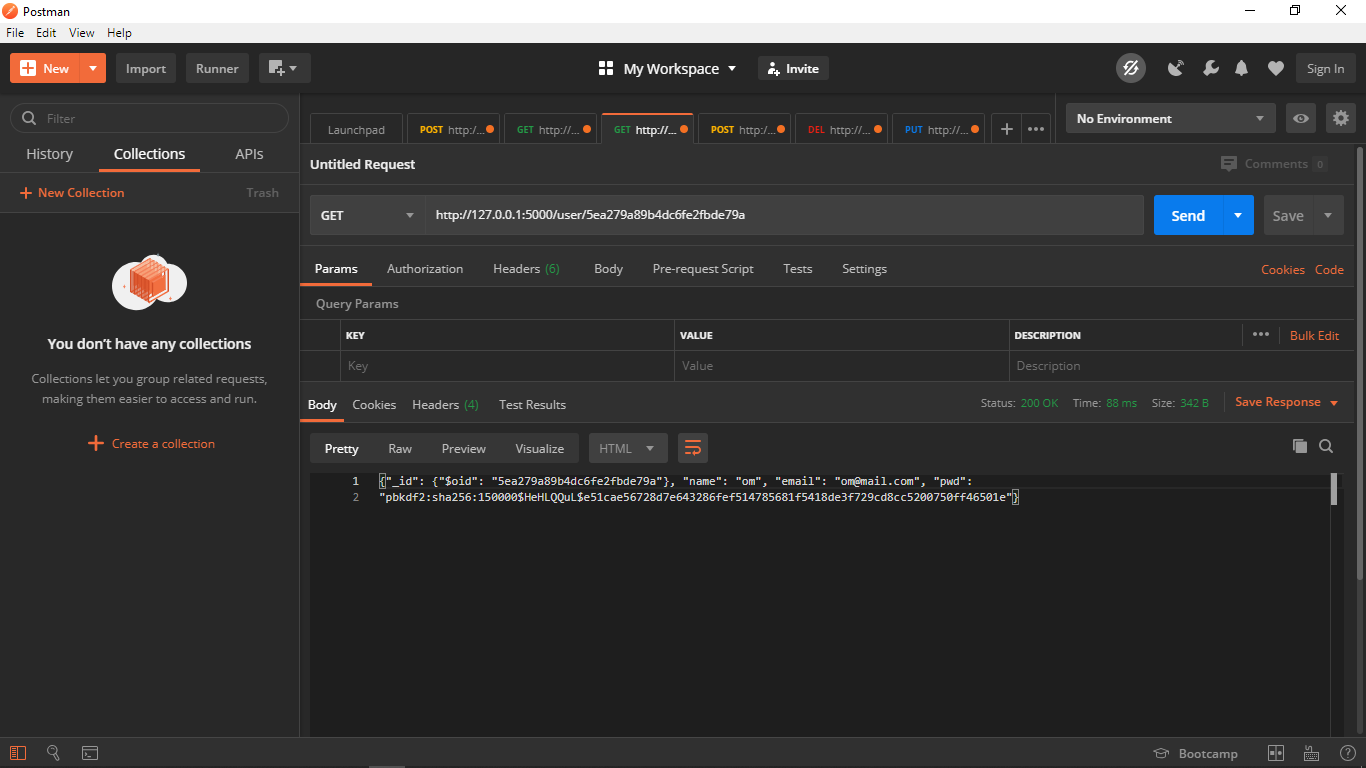 Postman
File Edit View Help
New Import Runner My Workspace Invite Sign In
Filter
History Collections APIs
New Collection Trash
You don't have any collections
Collections let you group related requests,
making them easier to access and run.
Create a collection
Launchpad POST http:/... GET http://... GET http://... POST http:/... DEL http://... PUT http://... + ••• No Environment
Untitled Request Comments 0
GET http://127.0.0.1:5000/user/5ea279a89b4dc6fe2fbde79a Send Save
Params Authorization Headers (6) Body Pre-request Script Tests Settings Cookies Code
Query Params
KEY VALUE DESCRIPTION ••• Bulk Edit
Key Value Description
Body Cookies Headers (4) Test Results Status: 200 OK Time: 88 ms Size: 342 B Save Response
Pretty Raw Preview Visualize HTML
1 {"_id": {"$oid": "5ea279a89b4dc6fe2fbde79a"}, "name": "om", "email": "om@mail.com", "pwd":
2 "pbkdf2:sha256:150000$HeHLQQuL$e51cae56728d7e643286fef514785681f5418de3f729cd8cc5200750ff46501e"}
Bootcamp